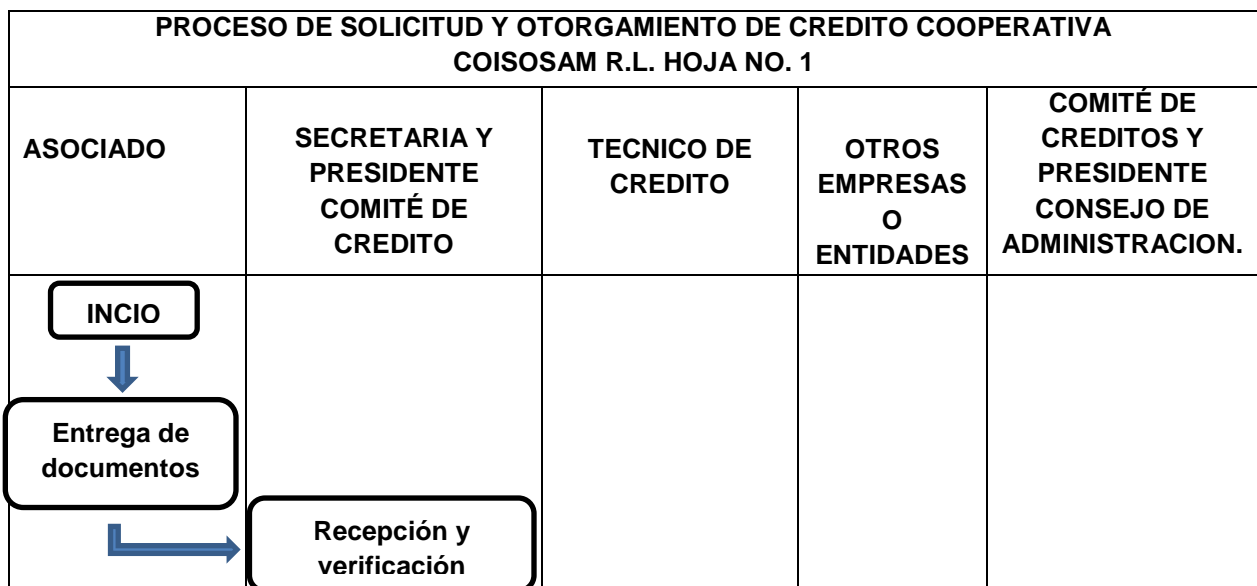 PROCESO DE SOLICITUD Y OTORGAMIENTO DE CREDITO COOPERATIVA
COISOSAM R.L. HOJA NO. 1
ASOCIADO
SECRETARIA Y
PRESIDENTE
COMITÉ DE
CREDITO
TECNICO DE
CREDITO
OTROS
EMPRESAS
O
ENTIDADES
COMITÉ DE
CREDITOS Y
PRESIDENTE
CONSEJO DE
ADMINISTRACION.
INCIO
Entrega de
documentos
Recepción y
verificación